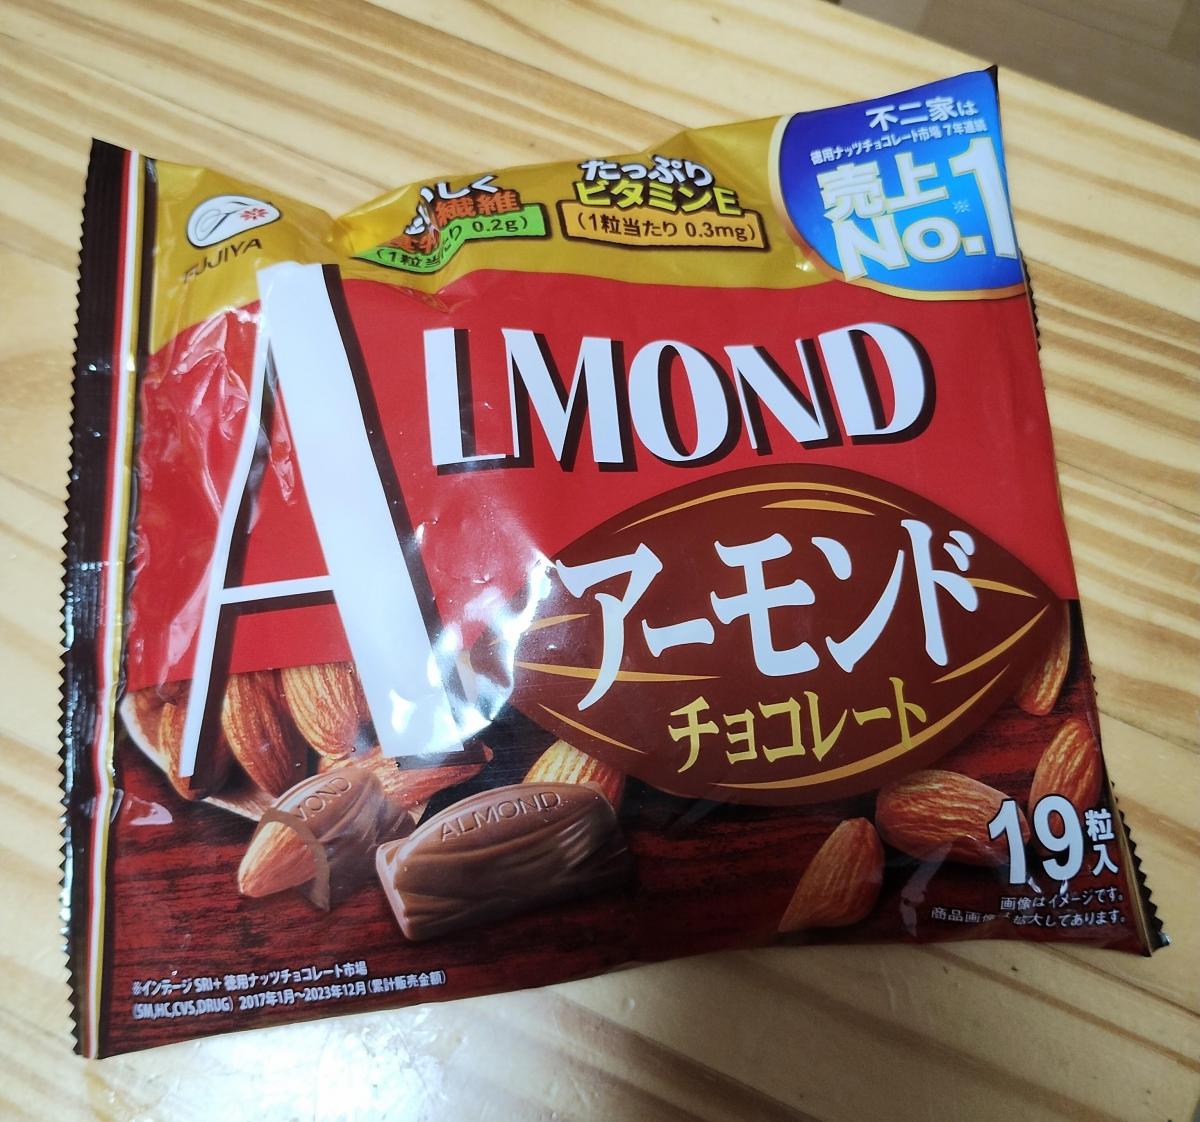 FUJIYA
おいしく
食物繊維
(1粒当たり 0.2g)
たっぷり
ビタミンE
(1粒当たり 0.3mg)
不二家は
徳用ナッツチョコレート市場 7年連続
売上
No.1
※
ALMOND
アーモンド
チョコレート
MOND
ALMOND
19粒入
画像はイメージです。
商品画像は拡大してあります。
※インテージ SRI+ 徳用ナッツチョコレート市場
(SM,HC,CVS,DRUG) 2017年1月〜2023年12月(累計販売金額)